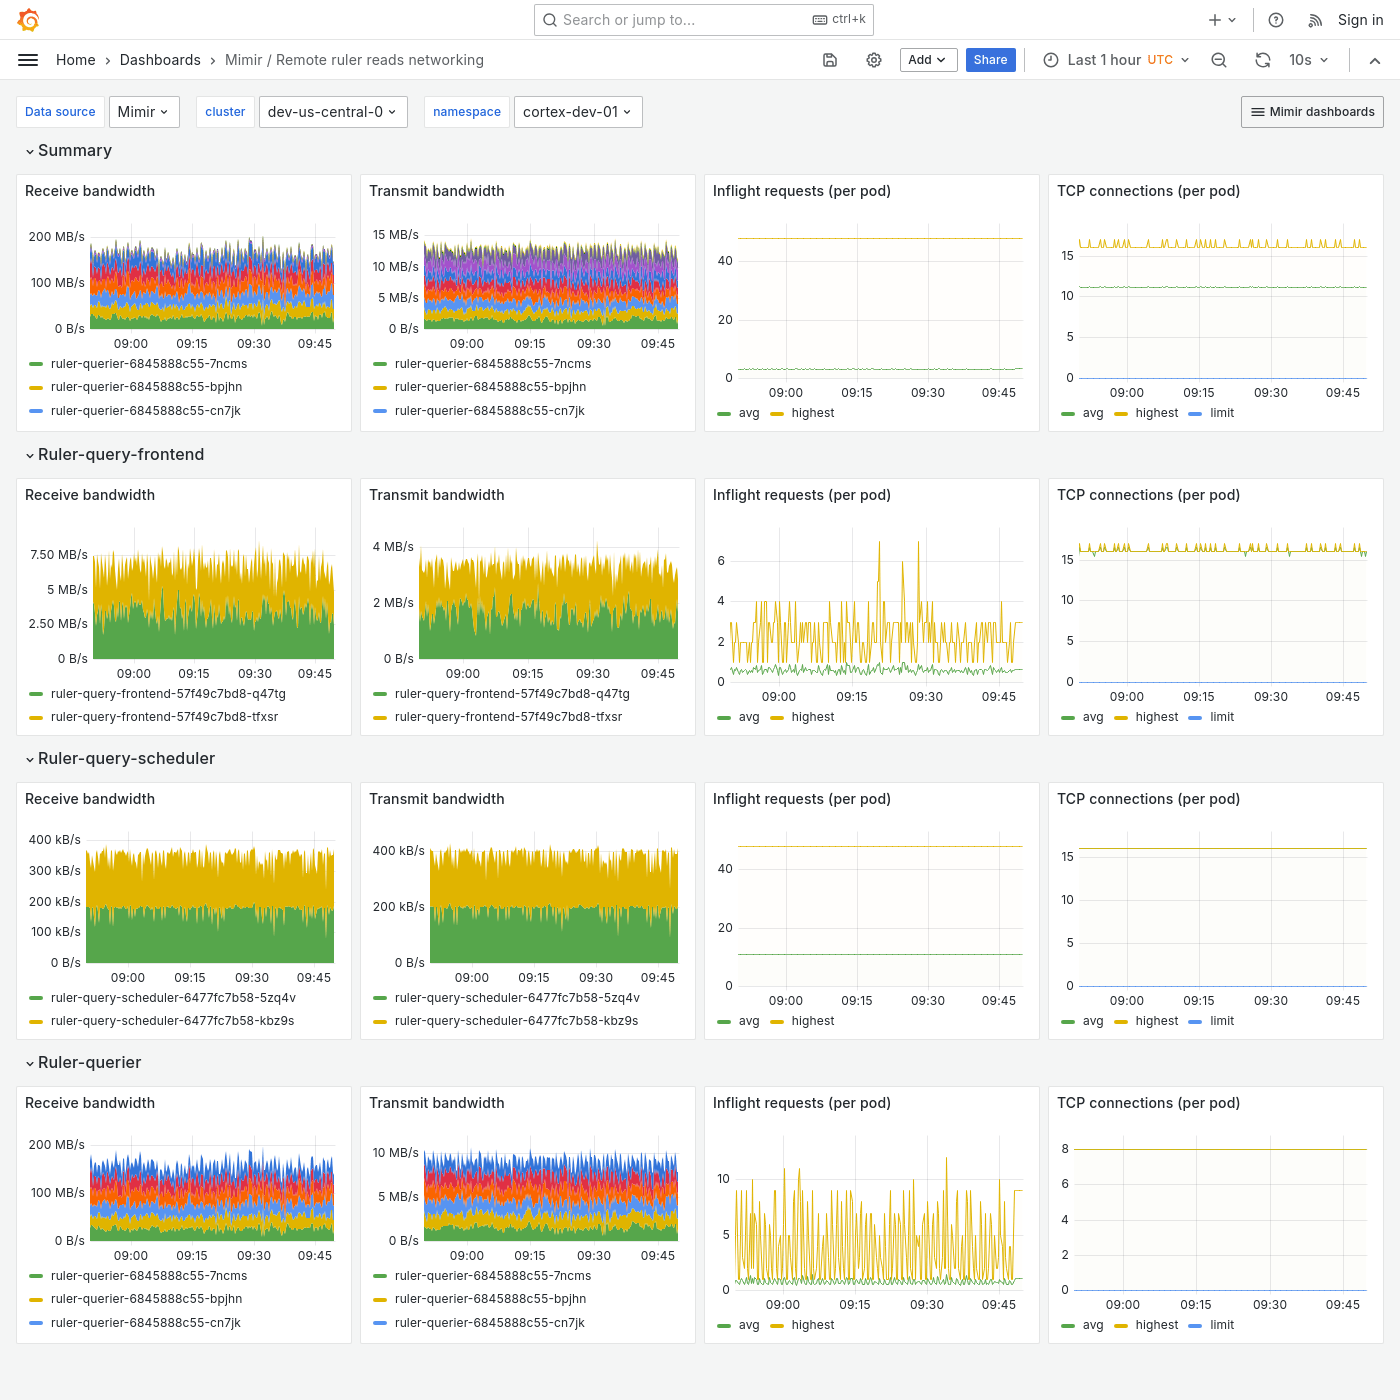 Search or jump to... ctrl+k Sign in
Home Dashboards Mimir / Remote ruler reads networking Add Share Last 1 hour UTC 10s
Data source Mimir cluster dev-us-central-0 namespace cortex-dev-01 Mimir dashboards
Summary
Receive bandwidth
200 MB/s
100 MB/s
0 B/s
09:00 09:15 09:30 09:45
ruler-querier-6845888c55-7ncms
ruler-querier-6845888c55-bpjhn
ruler-querier-6845888c55-cn7jk
Transmit bandwidth
15 MB/s
10 MB/s
5 MB/s
0 B/s
09:00 09:15 09:30 09:45
ruler-querier-6845888c55-7ncms
ruler-querier-6845888c55-bpjhn
ruler-querier-6845888c55-cn7jk
Inflight requests (per pod)
40
20
0
09:00 09:15 09:30 09:45
avg highest
TCP connections (per pod)
15
10
5
0
09:00 09:15 09:30 09:45
avg highest limit
Ruler-query-frontend
Receive bandwidth
7.50 MB/s
5 MB/s
2.50 MB/s
0 B/s
09:00 09:15 09:30 09:45
ruler-query-frontend-57f49c7bd8-q47tg
ruler-query-frontend-57f49c7bd8-tfxsr
Transmit bandwidth
4 MB/s
2 MB/s
0 B/s
09:00 09:15 09:30 09:45
ruler-query-frontend-57f49c7bd8-q47tg
ruler-query-frontend-57f49c7bd8-tfxsr
Inflight requests (per pod)
6
4
2
0
09:00 09:15 09:30 09:45
avg highest
TCP connections (per pod)
15
10
5
0
09:00 09:15 09:30 09:45
avg highest limit
Ruler-query-scheduler
Receive bandwidth
400 kB/s
300 kB/s
200 kB/s
100 kB/s
0 B/s
09:00 09:15 09:30 09:45
ruler-query-scheduler-6477fc7b58-5zq4v
ruler-query-scheduler-6477fc7b58-kbz9s
Transmit bandwidth
400 kB/s
200 kB/s
0 B/s
09:00 09:15 09:30 09:45
ruler-query-scheduler-6477fc7b58-5zq4v
ruler-query-scheduler-6477fc7b58-kbz9s
Inflight requests (per pod)
40
20
0
09:00 09:15 09:30 09:45
avg highest
TCP connections (per pod)
15
10
5
0
09:00 09:15 09:30 09:45
avg highest limit
Ruler-querier
Receive bandwidth
200 MB/s
100 MB/s
0 B/s
09:00 09:15 09:30 09:45
ruler-querier-6845888c55-7ncms
ruler-querier-6845888c55-bpjhn
ruler-querier-6845888c55-cn7jk
Transmit bandwidth
10 MB/s
5 MB/s
0 B/s
09:00 09:15 09:30 09:45
ruler-querier-6845888c55-7ncms
ruler-querier-6845888c55-bpjhn
ruler-querier-6845888c55-cn7jk
Inflight requests (per pod)
10
5
0
09:00 09:15 09:30 09:45
avg highest
TCP connections (per pod)
8
6
4
2
0
09:00 09:15 09:30 09:45
avg highest limit